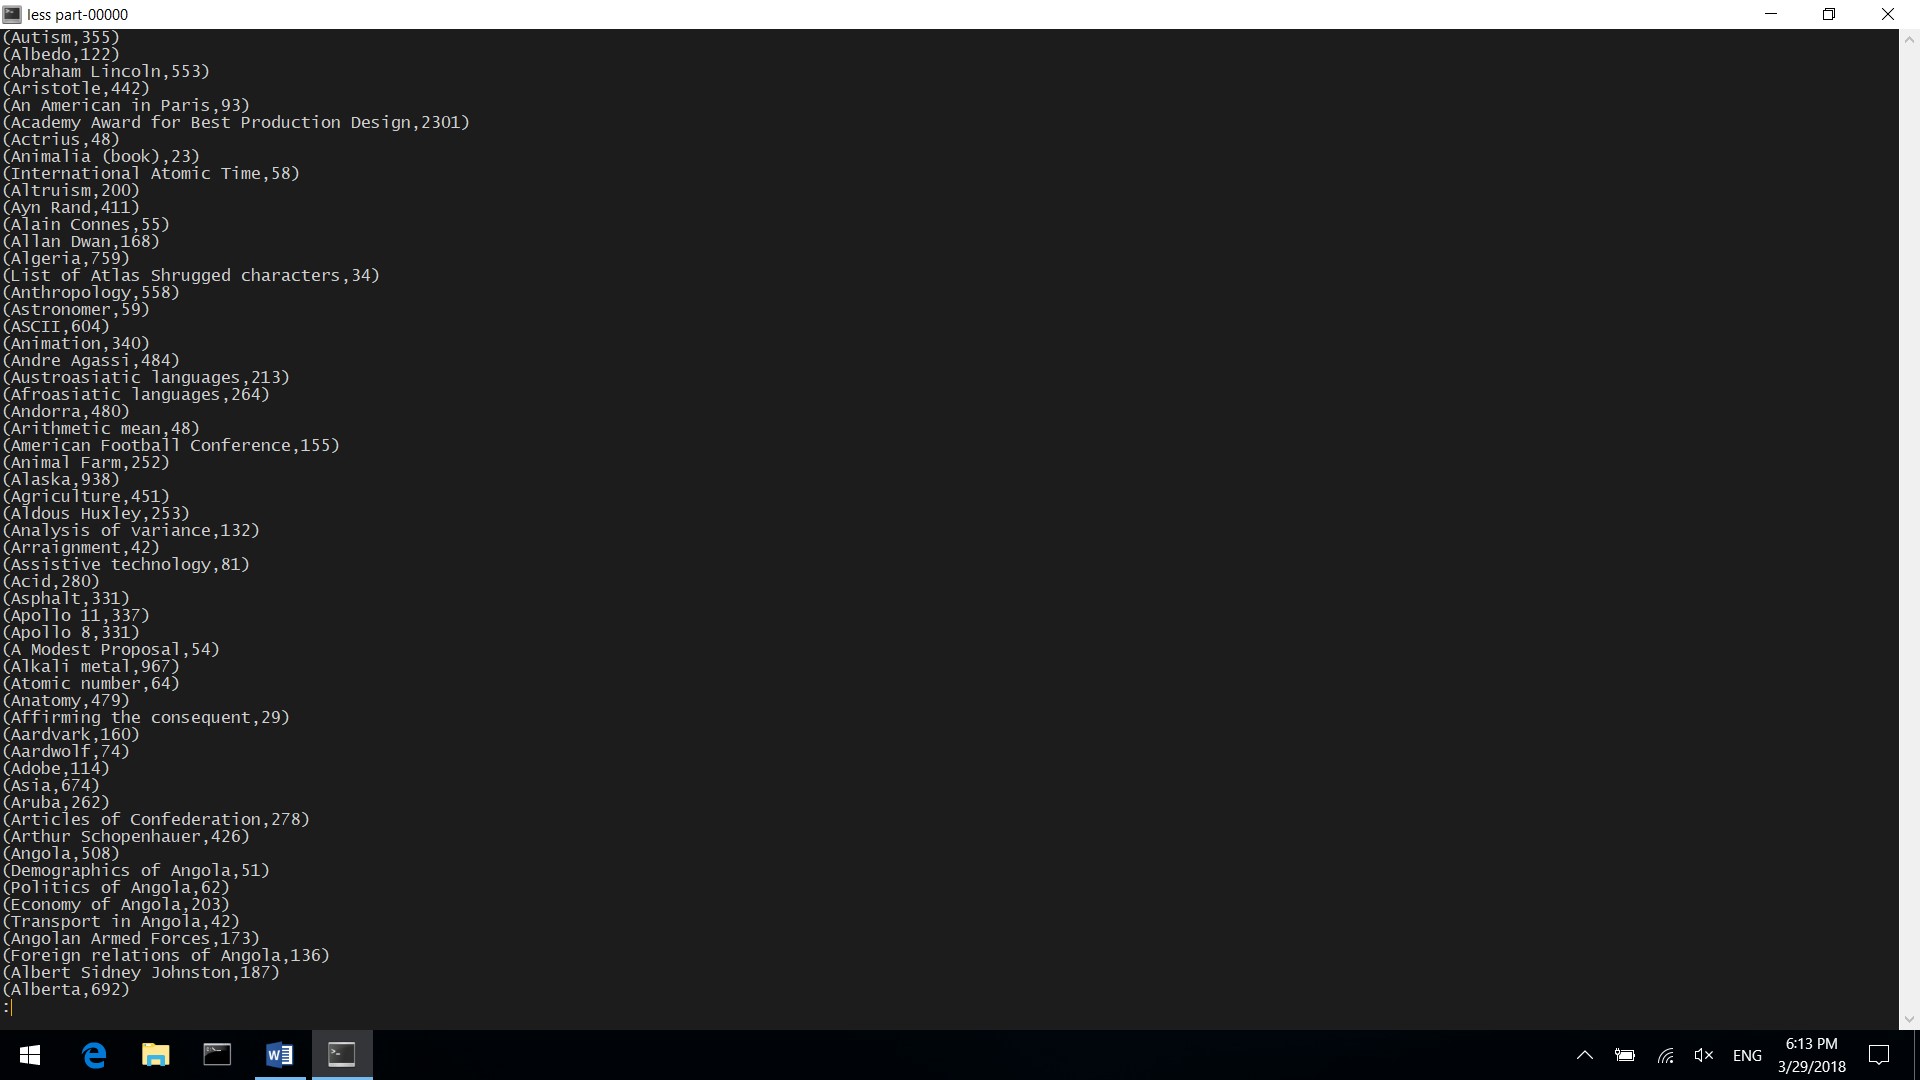 less part-00000
(Autism,355)
(Albedo,122)
(Abraham Lincoln,553)
(Aristotle,442)
(An American in Paris,93)
(Academy Award for Best Production Design,2301)
(Actrius,48)
(Animalia (book),23)
(International Atomic Time,58)
(Altruism,200)
(Ayn Rand,411)
(Alain Connes,55)
(Allan Dwan,168)
(Algeria,759)
(List of Atlas Shrugged characters,34)
(Anthropology,558)
(Astronomer,59)
(ASCII,604)
(Animation,340)
(Andre Agassi,484)
(Austroasiatic languages,213)
(Afroasiatic languages,264)
(Andorra,480)
(Arithmetic mean,48)
(American Football Conference,155)
(Animal Farm,252)
(Alaska,938)
(Agriculture,451)
(Aldous Huxley,253)
(Analysis of variance,132)
(Arraignment,42)
(Assistive technology,81)
(Acid,280)
(Asphalt,331)
(Apollo 11,337)
(Apollo 8,331)
(A Modest Proposal,54)
(Alkali metal,967)
(Atomic number,64)
(Anatomy,479)
(Affirming the consequent,29)
(Aardvark,160)
(Aardwolf,74)
(Adobe,114)
(Asia,674)
(Aruba,262)
(Articles of Confederation,278)
(Arthur Schopenhauer,426)
(Angola,508)
(Demographics of Angola,51)
(Politics of Angola,62)
(Economy of Angola,203)
(Transport in Angola,42)
(Angolan Armed Forces,173)
(Foreign relations of Angola,136)
(Albert Sidney Johnston,187)
(Alberta,692)
:
ENG
6:13 PM
3/29/2018